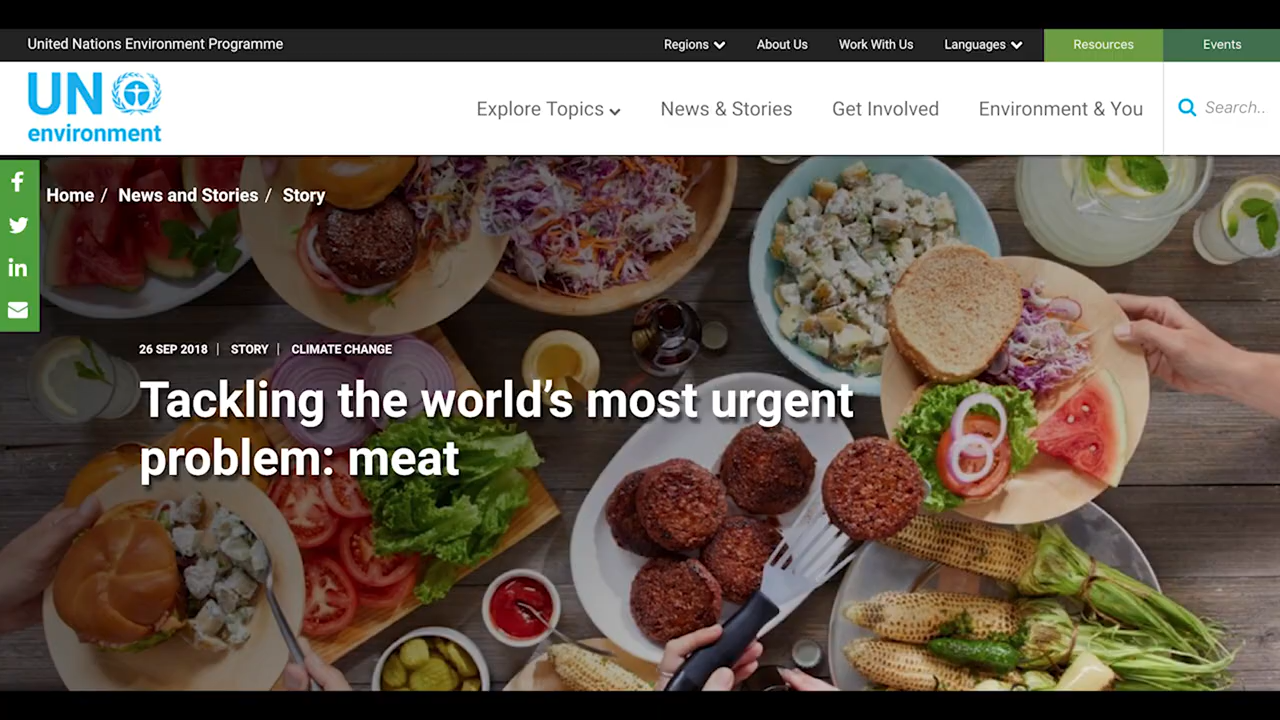 United Nations Environment Programme
Regions
About Us
Work With Us
Languages
Resources
Events
UN
environment
Explore Topics
News & Stories
Get Involved
Environment & You
Search..
Home / News and Stories / Story
26 SEP 2018 | STORY | CLIMATE CHANGE
Tackling the world’s most urgent
problem: meat